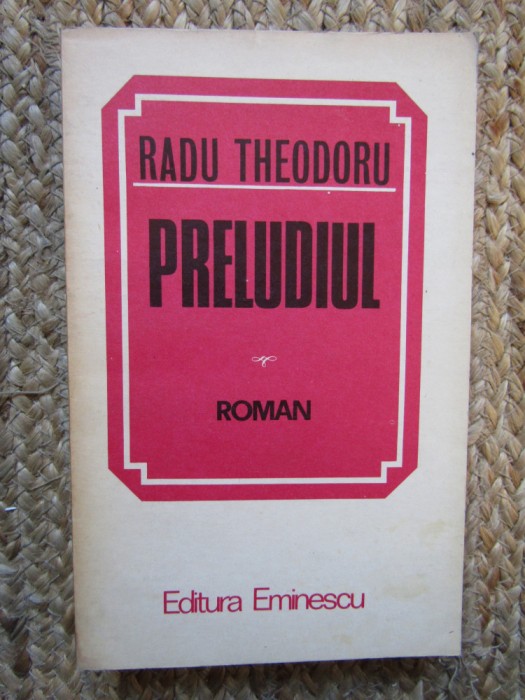 RADU THEODORU
PRELUDIUL
ROMAN
Editura Eminescu